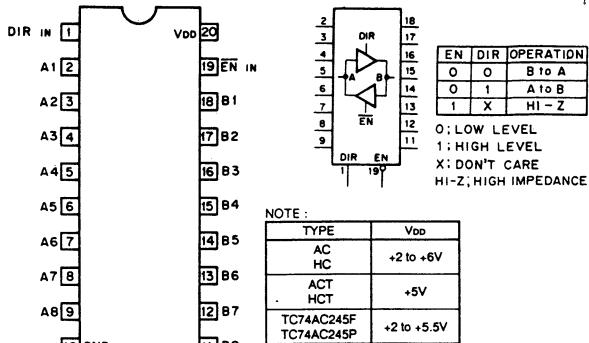 DIR IN 1
VDD 20
A1 2
19 EN IN
A2 3
18 B1
A3 4
17 B2
A4 5
16 B3
A5 6
15 B4
A6 7
14 B5
A7 8
13 B6
A8 9
12 B7
2 18
3 DIR 17
4 16
5 A B 15
6 14
7 EN 13
8 12
9 11
DIR EN
1 19
EN DIR OPERATION
0 0 B to A
0 1 A to B
1 X HI-Z
0; LOW LEVEL
1; HIGH LEVEL
X; DON'T CARE
HI-Z; HIGH IMPEDANCE
NOTE :
TYPE VDD
AC
HC
+2 to +6V
ACT
HCT
+5V
TC74AC245F
TC74AC245P
+2 to +5.5V